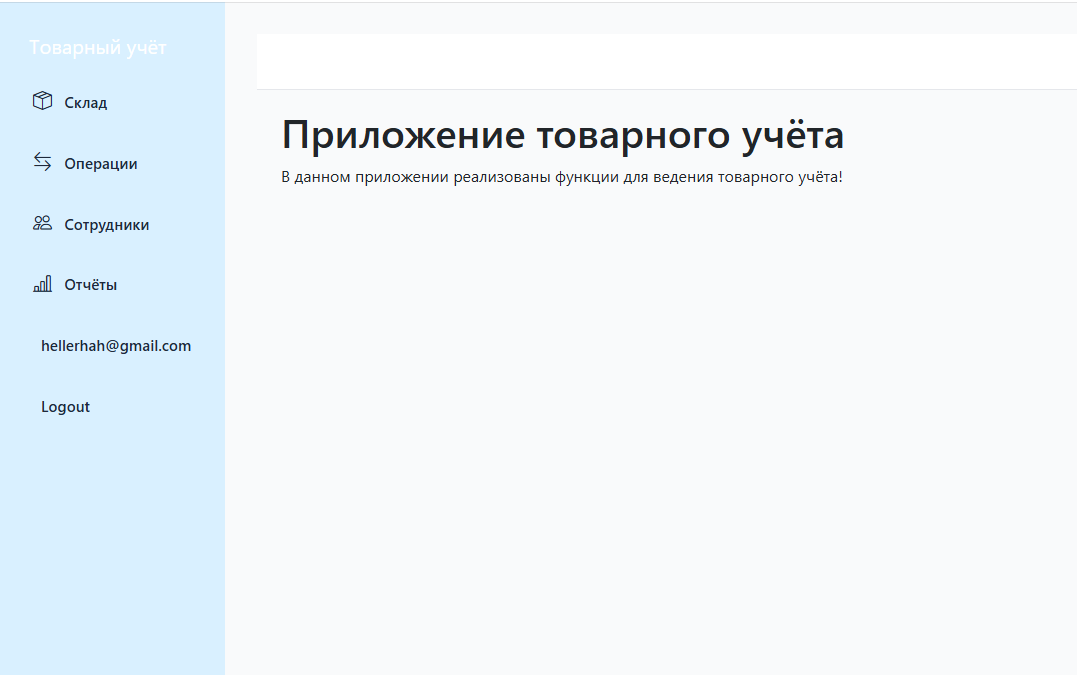 Товарный учёт
Склад
Операции
Сотрудники
Отчёты
hellerhah@gmail.com
Logout
Приложение товарного учёта
В данном приложении реализованы функции для ведения товарного учёта!